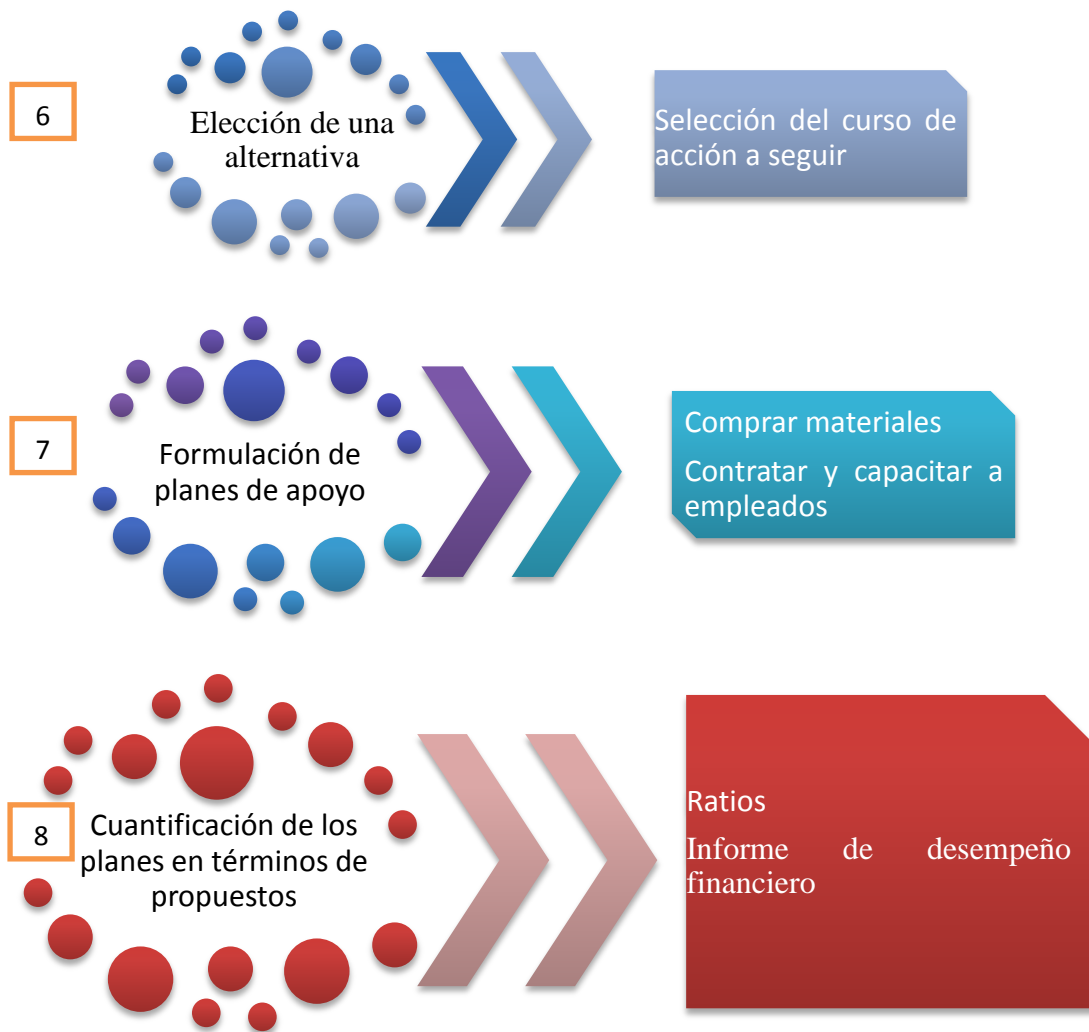 6
Elección de una
alternativa
Selección del curso de
acción a seguir
7
Formulación de
planes de apoyo
Comprar materiales
Contratar y capacitar a
empleados
8
Cuantificación de los
planes en términos de
propuestos
Ratios
Informe de desempeño
financiero